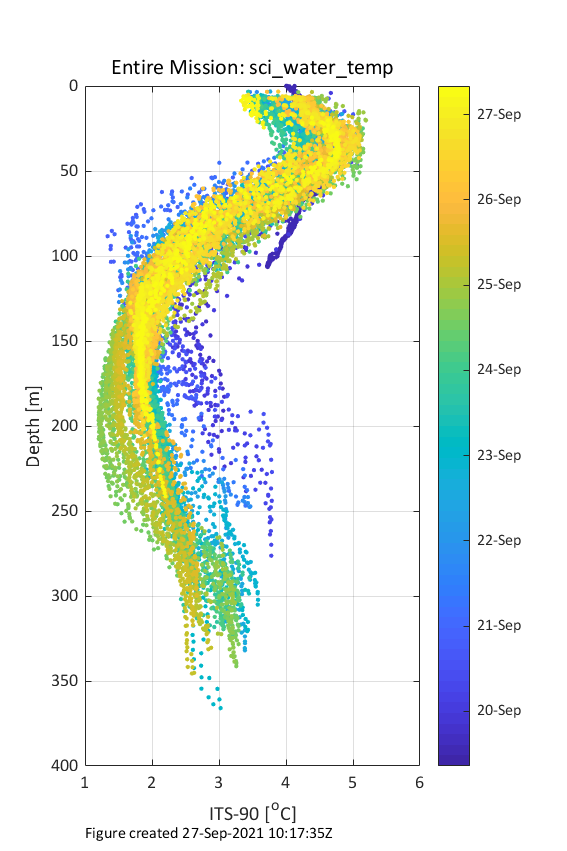 Entire Mission: sci_water_temp
0
50
100
150
200
250
300
350
400
Depth [m]
1 2 3 4 5 6
ITS-90 [°C]
27-Sep
26-Sep
25-Sep
24-Sep
23-Sep
22-Sep
21-Sep
20-Sep
Figure created 27-Sep-2021 10:17:35Z